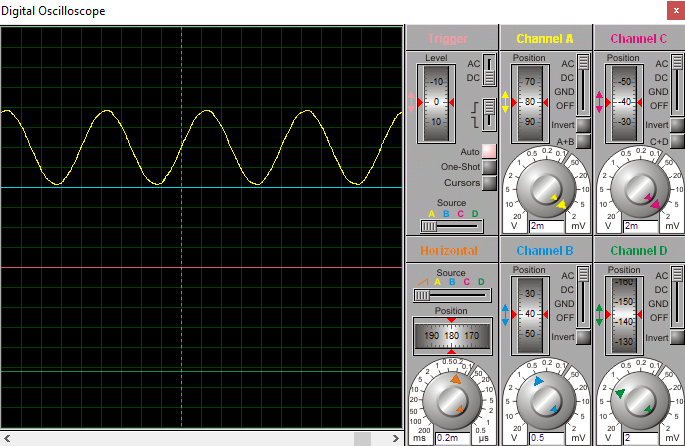 Digital Oscilloscope
x
Trigger
Level
AC
DC
-10
0
10
Auto
One-Shot
Cursors
Source
A B C D
Channel A
Position
70
80
90
AC
DC
GND
OFF
Invert
A+B
0.2 0.1
0.5 50
1 20
2 10
5 5
10
20 2
V 2m mV
Channel C
Position
-50
-40
-30
AC
DC
GND
OFF
Invert
C+D
0.2 0.1
0.5 50
1 20
2 10
5 5
10
20 2
V 2m mV
Horizontal
Source
A B C D
Position
190 180 170
1 0.5 0.2 0.1
2 50
5 20
10 10
20 5
50 2
100 1
200 0.5
ms 0.2m µs
Channel B
Position
30
40
50
AC
DC
GND
OFF
Invert
0.2 0.1
0.5 50
1 20
2 10
5 5
10
20 2
V 0.5 mV
Channel D
Position
-160
-150
-140
-130
AC
DC
GND
OFF
Invert
0.2 0.1
0.5 50
1 20
2 10
5 5
10
20 2
V 2 mV